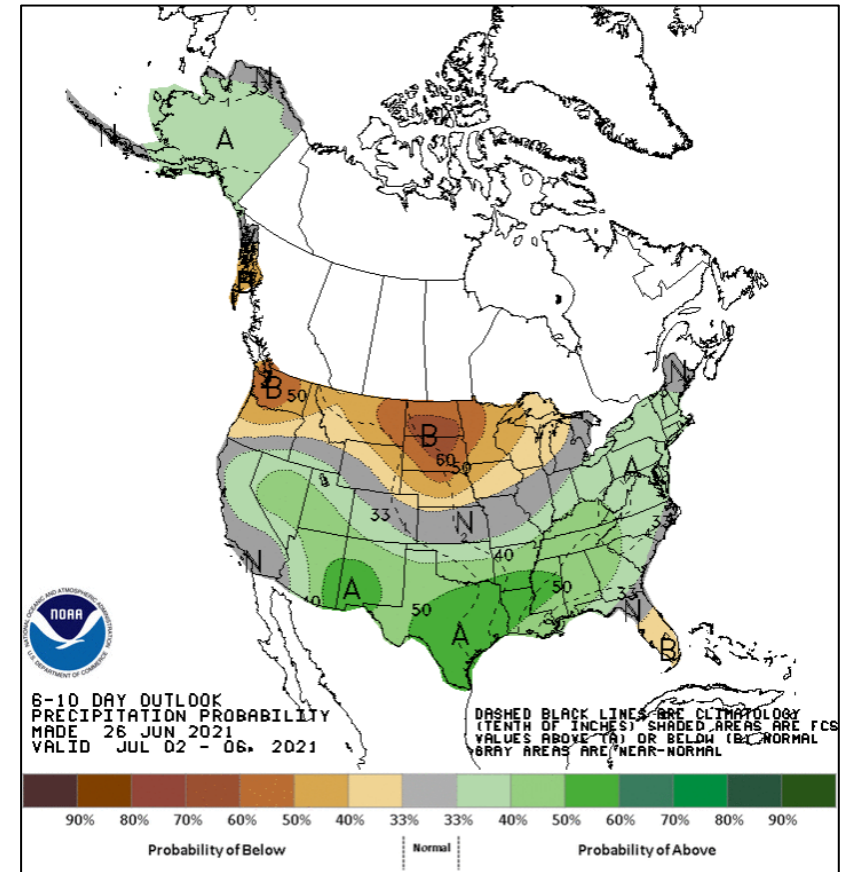 N
33
N
A
B
B
50
N
B
60
50
A
33
N
2
33
40
N
A
50
50
A
33
N
B
50
NOAA
NATIONAL OCEANIC AND ATMOSPHERIC ADMINISTRATION
U.S. DEPARTMENT OF COMMERCE
6-10 DAY OUTLOOK
PRECIPITATION PROBABILITY
MADE 26 JUN 2021
VALID JUL 02 - 06, 2021
DASHED BLACK LINES ARE CLIMATOLOGY
(TENTH OF INCHES) SHADED AREAS ARE FCS
VALUES ABOVE (A) OR BELOW (B) NORMAL
GRAY AREAS ARE NEAR-NORMAL
90% 80% 70% 60% 50% 40% 33% 33% 40% 50% 60% 70% 80% 90%
Probability of Below Normal Probability of Above